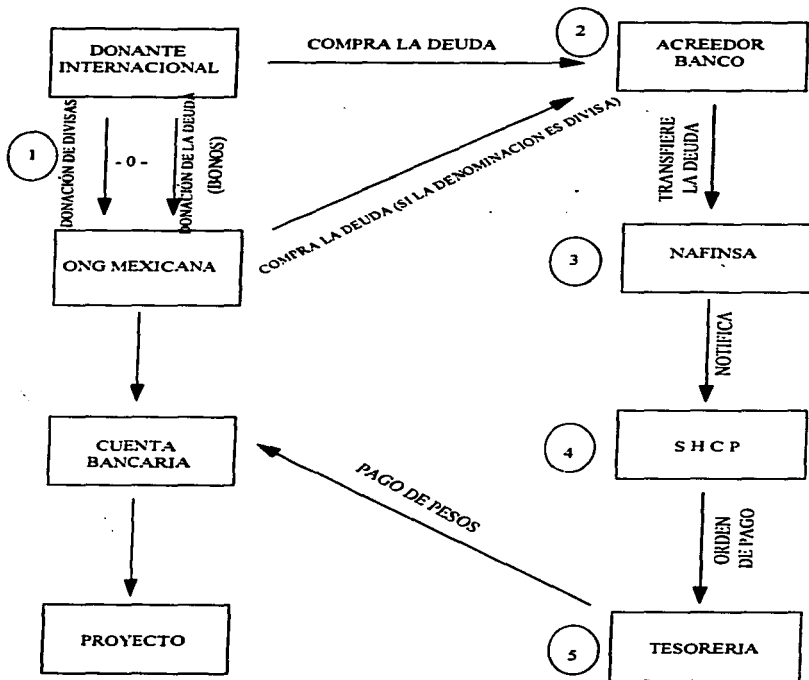 DONANTE
INTERNACIONAL
COMPRA LA DEUDA
2
ACREEDOR
BANCO
1
DONACIÓN DE DIVISAS
- 0 -
DONACIÓN DE LA DEUDA
(BONOS)
COMPRA LA DEUDA (SI LA DENOMINACION ES DIVISA)
TRANSFIERE
LA DEUDA
ONG MEXICANA
3
NAFINSA
NOTIFICA
CUENTA
BANCARIA
4
S H C P
PAGO DE PESOS
ORDEN
DE PAGO
PROYECTO
5
TESORERIA